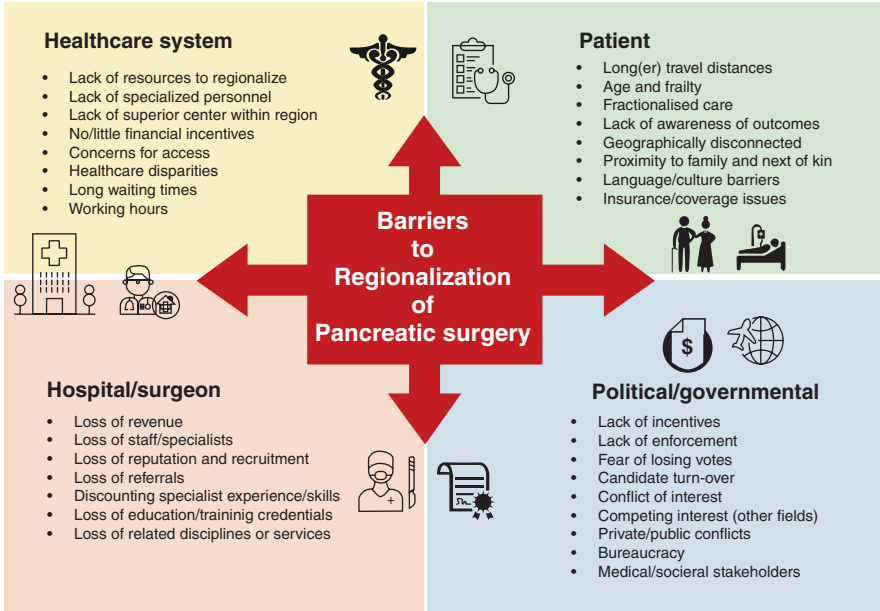 Healthcare system
• Lack of resources to regionalize
• Lack of specialized personnel
• Lack of superior center within region
• No/little financial incentives
• Concerns for access
• Healthcare disparities
• Long waiting times
• Working hours
Patient
• Long(er) travel distances
• Age and frailty
• Fractionalised care
• Lack of awareness of outcomes
• Geographically disconnected
• Proximity to family and next of kin
• Language/culture barriers
• Insurance/coverage issues
Barriers
to
Regionalization
of
Pancreatic surgery
Hospital/surgeon
• Loss of revenue
• Loss of staff/specialists
• Loss of reputation and recruitment
• Loss of referrals
• Discounting specialist experience/skills
• Loss of education/traininig credentials
• Loss of related disciplines or services
$
Political/governmental
• Lack of incentives
• Lack of enforcement
• Fear of losing votes
• Candidate turn-over
• Conflict of interest
• Competing interest (other fields)
• Private/public conflicts
• Bureaucracy
• Medical/socieral stakeholders